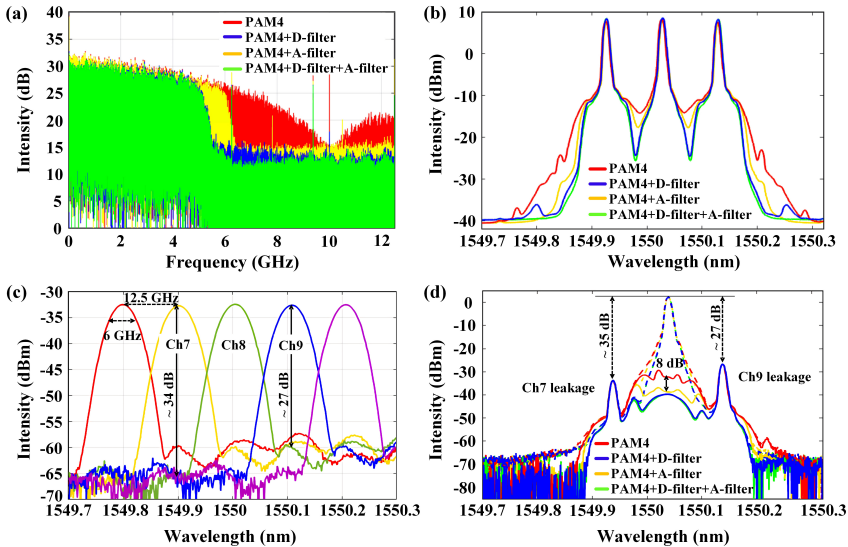 (a)
PAM4
PAM4+D-filter
PAM4+A-filter
PAM4+D-filter+A-filter
Intensity (dB)
40
35
30
25
20
15
10
5
0
0
2
4
6
8
10
12
Frequency (GHz)
(b)
Intensity (dBm)
10
0
-10
-20
-30
-40
PAM4
PAM4+D-filter
PAM4+A-filter
PAM4+D-filter+A-filter
1549.7
1549.8
1549.9
1550
1550.1
1550.2
1550.3
Wavelength (nm)
(c)
Intensity (dBm)
-30
-35
-40
-45
-50
-55
-60
-65
-70
12.5 GHz
6 GHz
Ch7
Ch8
Ch9
~ 34 dB
~ 27 dB
1549.7
1549.8
1549.9
1550
1550.1
1550.2
1550.3
Wavelength (nm)
(d)
Intensity (dBm)
0
-10
-20
-30
-40
-50
-60
-70
-80
~ 35 dB
~ 27 dB
8 dB
Ch7 leakage
Ch9 leakage
PAM4
PAM4+D-filter
PAM4+A-filter
PAM4+D-filter+A-filter
1549.8
1549.9
1550
1550.1
1550.2
1550.3
Wavelength (nm)